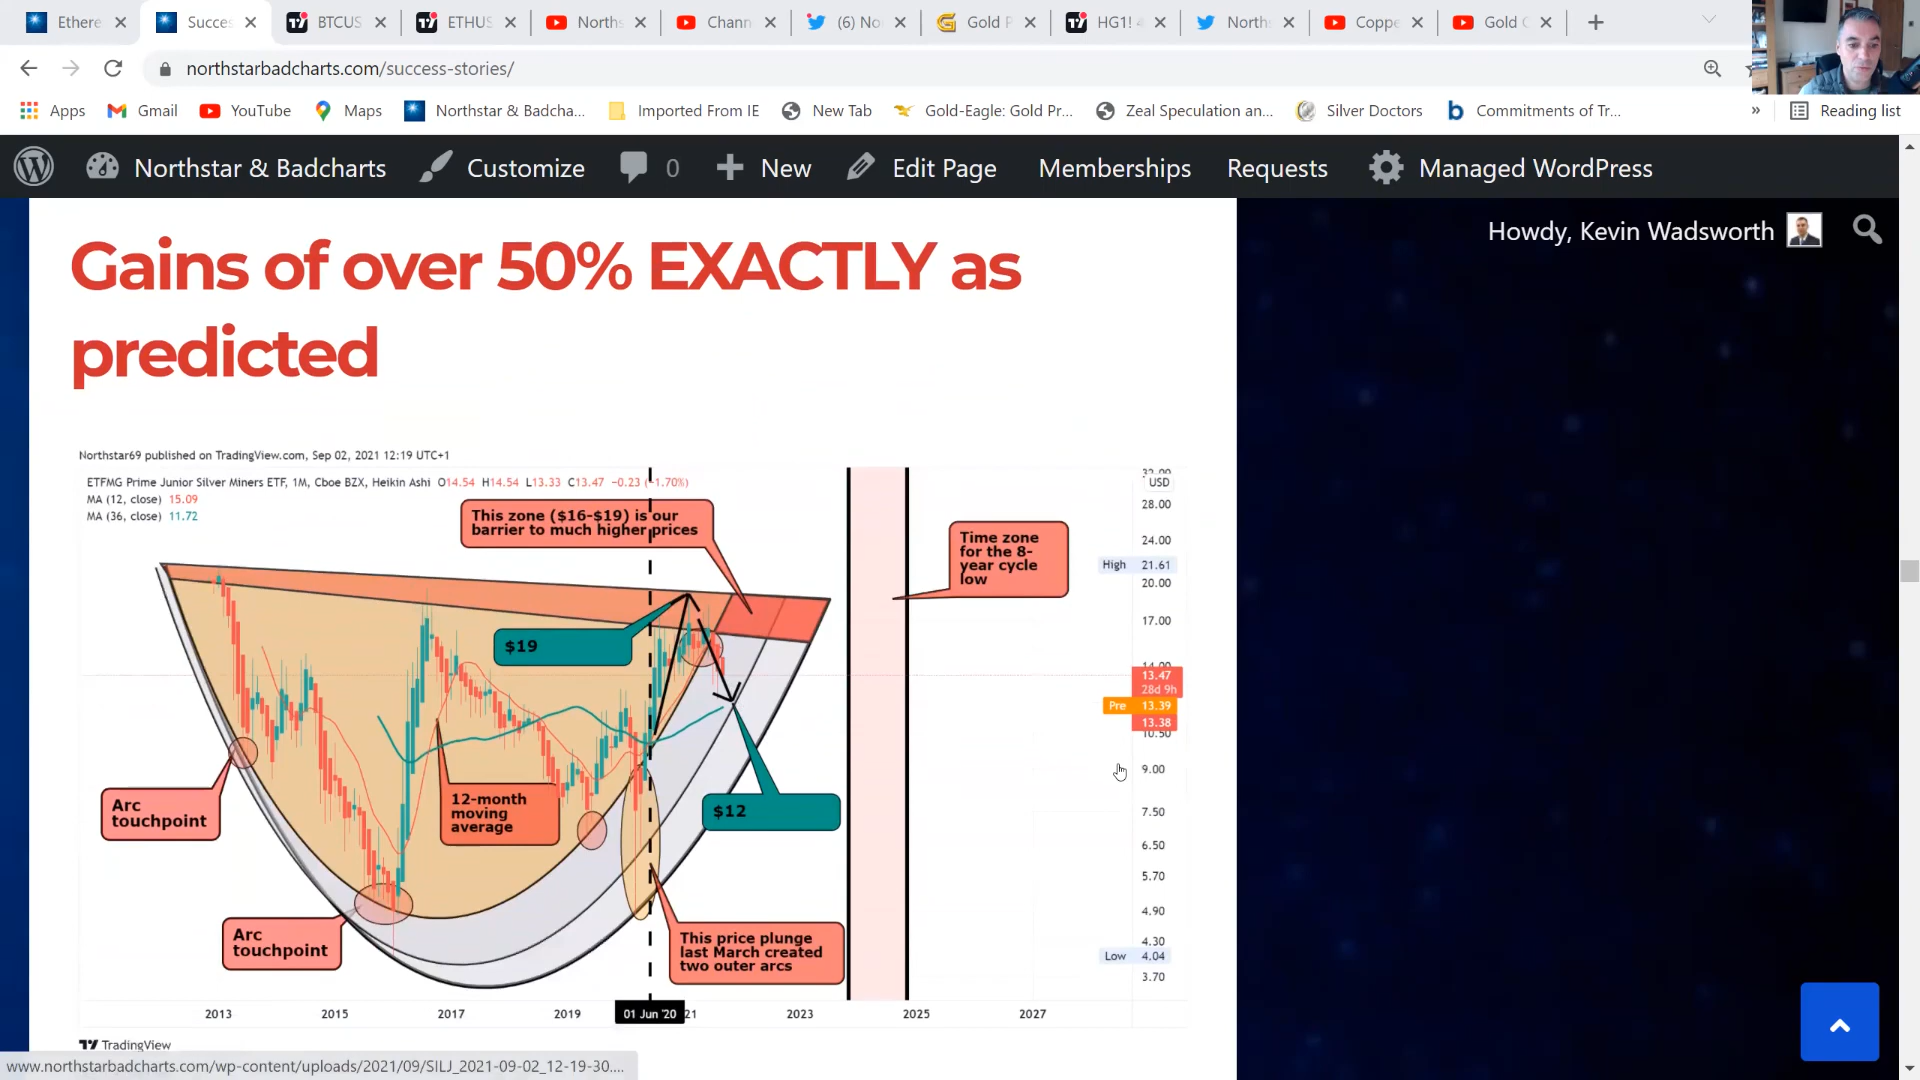 Ethere
Succes
BTCUS
ETHUS
Norths
Chann
(6) No
Gold P
HG1! 4
North
Coppe
Gold C
northstarbadcharts.com/success-stories/
Apps
Gmail
YouTube
Maps
Northstar & Badcha...
Imported From IE
New Tab
Gold-Eagle: Gold Pr...
Zeal Speculation an...
Silver Doctors
Commitments of Tr...
»
Reading list
Northstar & Badcharts
Customize
0
New
Edit Page
Memberships
Requests
Managed WordPress
Howdy, Kevin Wadsworth
Gains of over 50% EXACTLY as
predicted
Northstar69 published on TradingView.com, Sep 02, 2021 12:19 UTC+1
ETFMG Prime Junior Silver Miners ETF, 1M, Cboe BZX, Heikin Ashi O14.54 H14.54 L13.33 C13.47 −0.23 (−1.70%)
MA (12, close) 15.09
MA (36, close) 11.72
This zone ($16-$19) is our
barrier to much higher prices
Time zone
for the 8-
year cycle
low
$19
Arc
touchpoint
12-month
moving
average
$12
Arc
touchpoint
This price plunge
last March created
two outer arcs
32.00
USD
28.00
24.00
High 21.61
20.00
17.00
14.00
13.47
28d 9h
Pre 13.39
13.38
10.50
9.00
7.50
6.50
5.70
4.90
4.30
Low 4.04
3.70
2013
2015
2017
2019
01 Jun '20
21
2023
2025
2027
TradingView
www.northstarbadcharts.com/wp-content/uploads/2021/09/SILJ_2021-09-02_12-19-30....